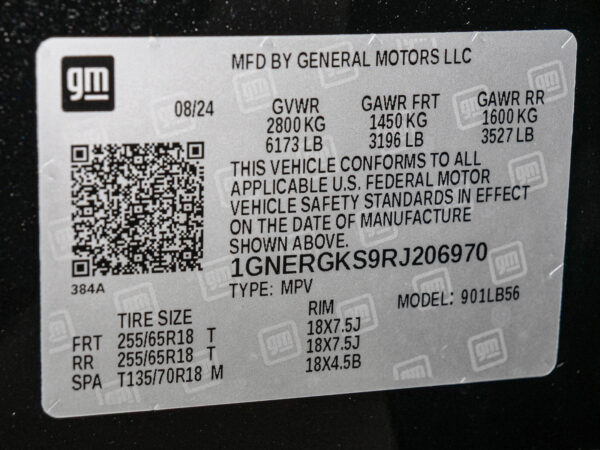 gm
MFD BY GENERAL MOTORS LLC
08/24
GVWR GAWR FRT GAWR RR
2800 KG 1450 KG 1600 KG
6173 LB 3196 LB 3527 LB
THIS VEHICLE CONFORMS TO ALL
APPLICABLE U.S. FEDERAL MOTOR
VEHICLE SAFETY STANDARDS IN EFFECT
ON THE DATE OF MANUFACTURE
SHOWN ABOVE.
384A
1GNERGKS9RJ206970
TYPE: MPV MODEL: 901LB56
TIRE SIZE RIM
FRT 255/65R18 T 18X7.5J
RR 255/65R18 T 18X7.5J
SPA T135/70R18 M 18X4.5B